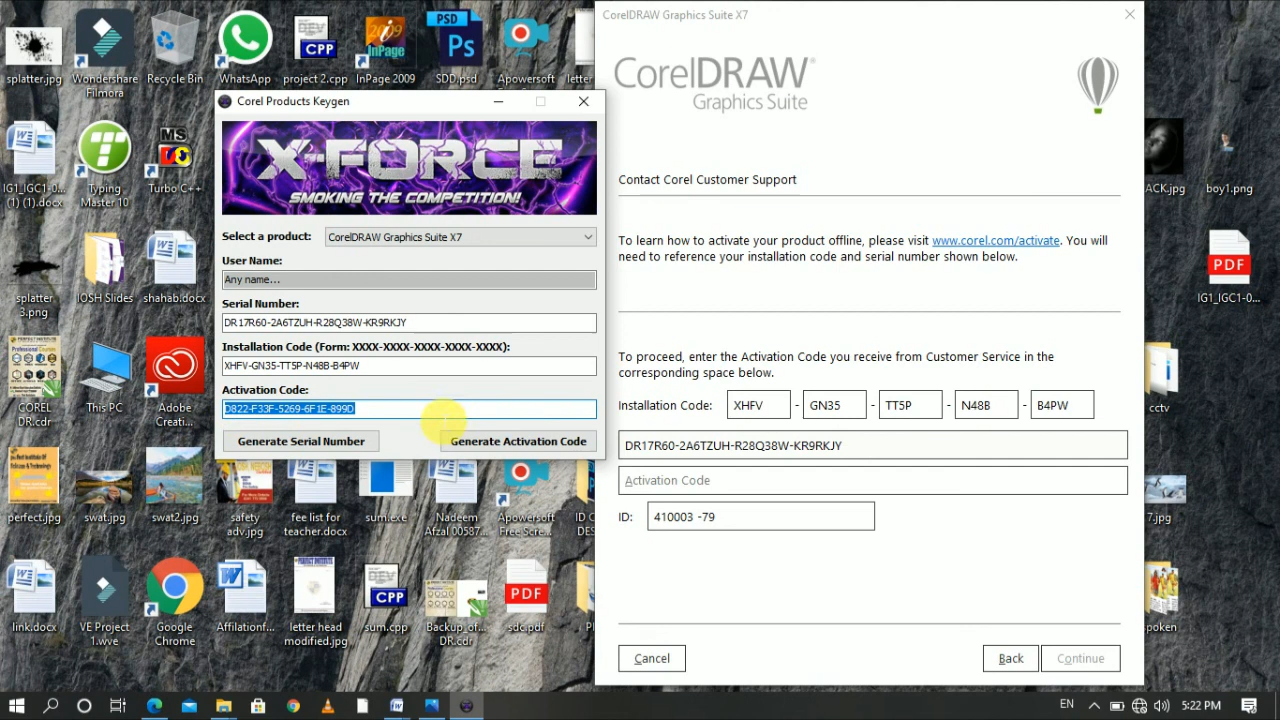 splatter.jpg
Wondershare Filmora
Recycle Bin
WhatsApp
project 2.cpp
InPage 2009
SDD.psd
Apowersoft
letter
CorelDRAW Graphics Suite X7
CorelDRAW
Graphics Suite
Corel Products Keygen
X-FORCE
SMOKING THE COMPETITION!
Select a product: CorelDRAW Graphics Suite X7
User Name:
Any name...
Serial Number:
DR17R60-2A6TZUH-R28Q38W-KR9RKJY
Installation Code (Form: XXXX-XXXX-XXXX-XXXX-XXXX):
XHFV-GN35-TT5P-N48B-B4PW
Activation Code:
D822-F33F-5269-6F1E-899D
Generate Serial Number
Generate Activation Code
Contact Corel Customer Support
To learn how to activate your product offline, please visit www.corel.com/activate. You will
need to reference your installation code and serial number shown below.
To proceed, enter the Activation Code you receive from Customer Service in the
corresponding space below.
Installation Code: XHFV - GN35 - TT5P - N48B - B4PW
DR17R60-2A6TZUH-R28Q38W-KR9RKJY
Activation Code
ID: 410003 -79
Cancel
Back
Continue
IG1_IGC1-0...
(1) (1).docx
Typing
Master 10
Turbo C++
ACK.jpg
boy1.png
splatter
3.png
IOSH Slides
shahab.docx
PDF
IG1_IGC1-0...
COREL
DR.cdr
This PC
Adobe
Creati...
cctv
perfect.jpg
swat.jpg
swat2.jpg
safety
adv.jpg
fee list for
teacher.docx
sum.exe
Nadeem
Afzal 00587...
Apowersoft
Free Scre...
7.jpg
link.docx
VE Project
1.wve
Google
Chrome
Affilationf...
letter head
modified.jpg
sum.cpp
Backup_of...
DR.cdr
PDF
sdc.pdf
spoken
EN
5:22 PM